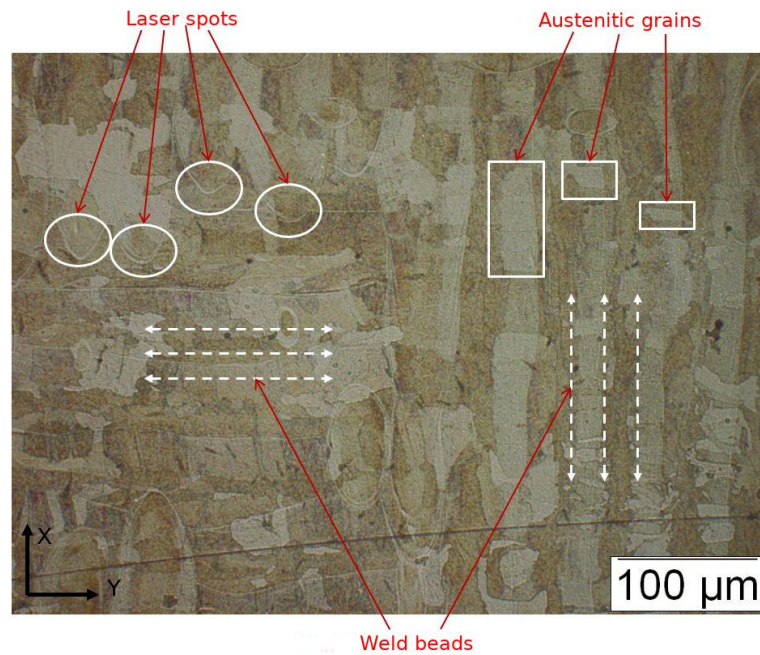 Laser spots
Austenitic grains
X
Y
100 μm
Weld beads